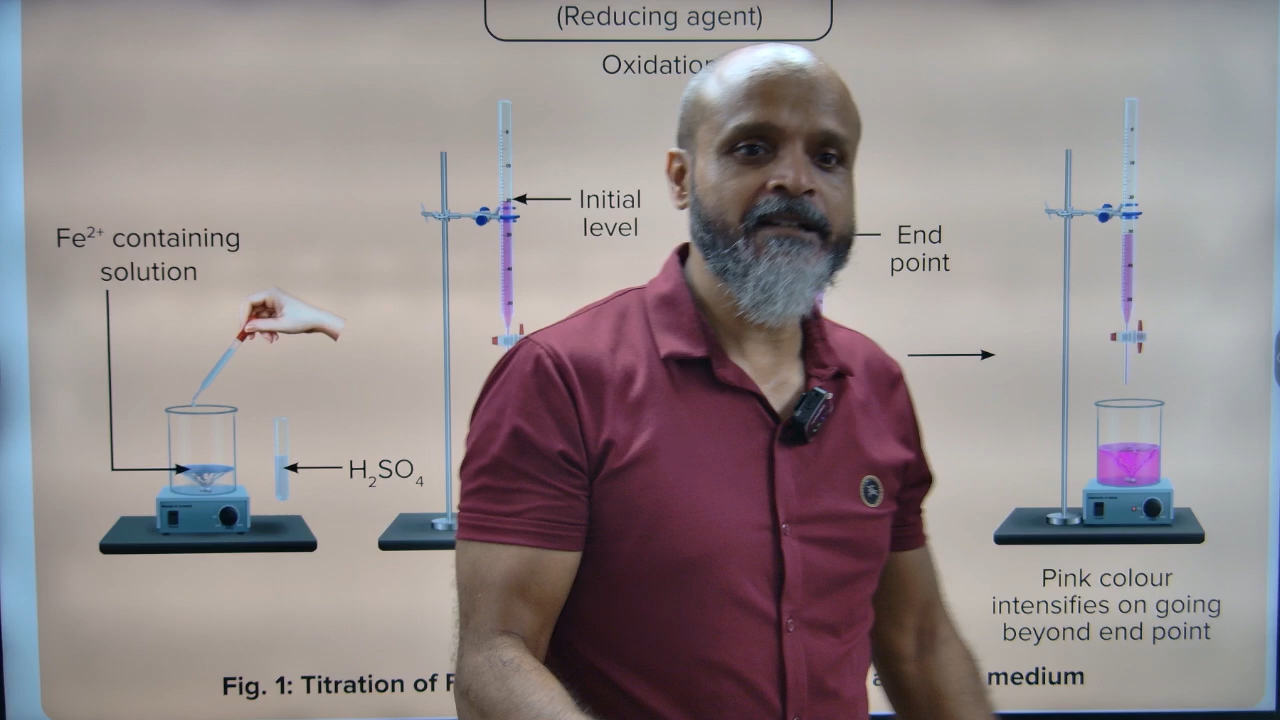 (Reducing agent)
Oxidation
Initial
level
Fe²⁺ containing
solution
End
point
H₂SO₄
Pink colour
intensifies on going
beyond end point
Fig. 1: Titration of
medium